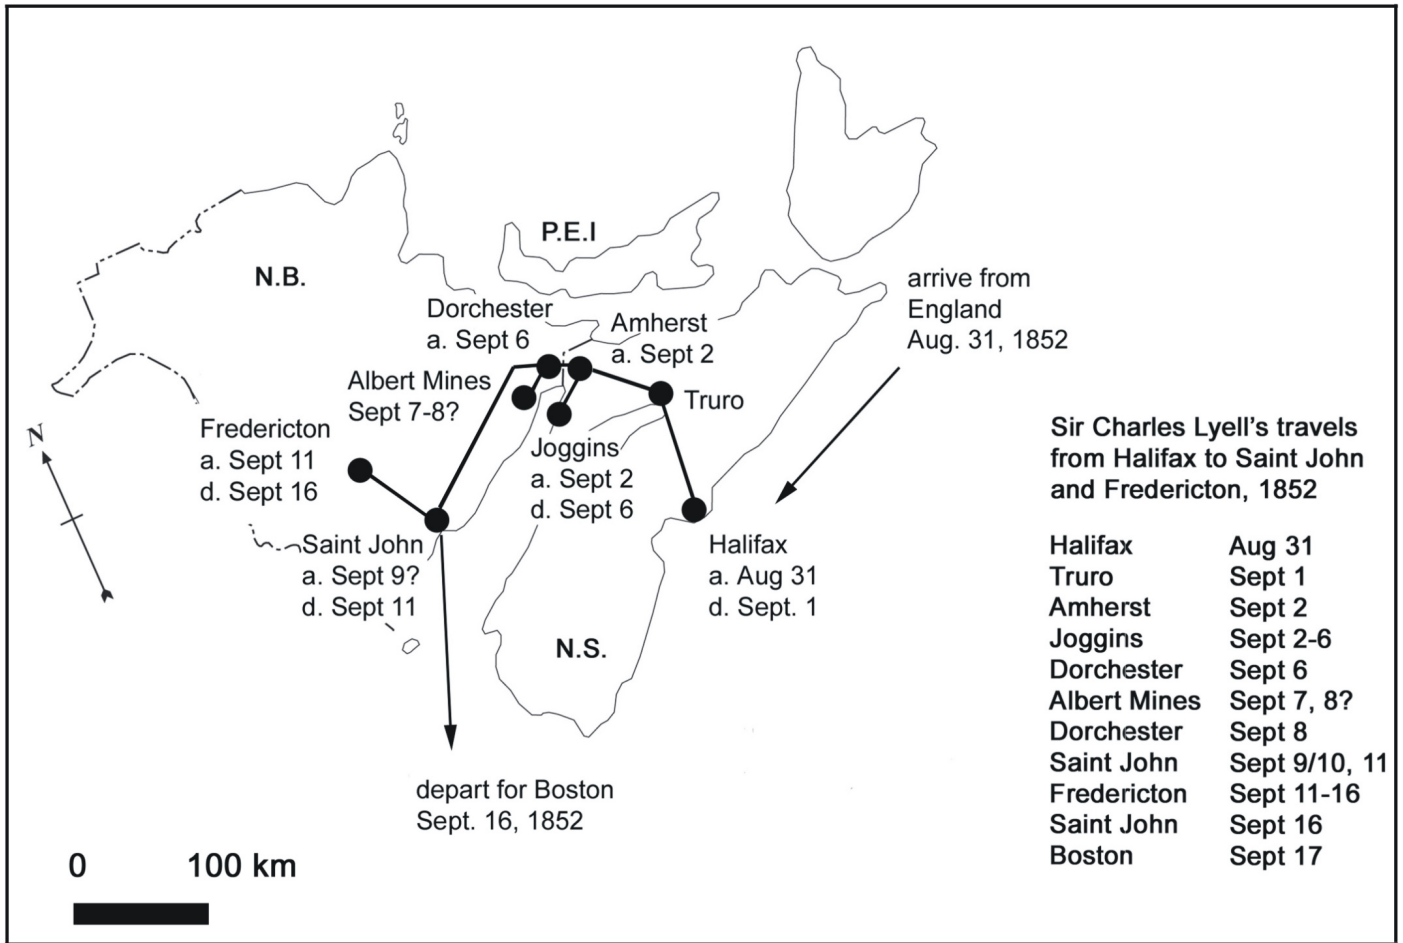 P.E.I
N.B.
arrive from
England
Aug. 31, 1852
Dorchester
a. Sept 6
Amherst
a. Sept 2
Albert Mines
Sept 7-8?
Truro
Fredericton
a. Sept 11
d. Sept 16
N
Joggins
a. Sept 2
d. Sept 6
Saint John
a. Sept 9?
d. Sept 11
Halifax
a. Aug 31
d. Sept. 1
N.S.
depart for Boston
Sept. 16, 1852
0 100 km
Sir Charles Lyell’s travels
from Halifax to Saint John
and Fredericton, 1852
Halifax Aug 31
Truro Sept 1
Amherst Sept 2
Joggins Sept 2-6
Dorchester Sept 6
Albert Mines Sept 7, 8?
Dorchester Sept 8
Saint John Sept 9/10, 11
Fredericton Sept 11-16
Saint John Sept 16
Boston Sept 17